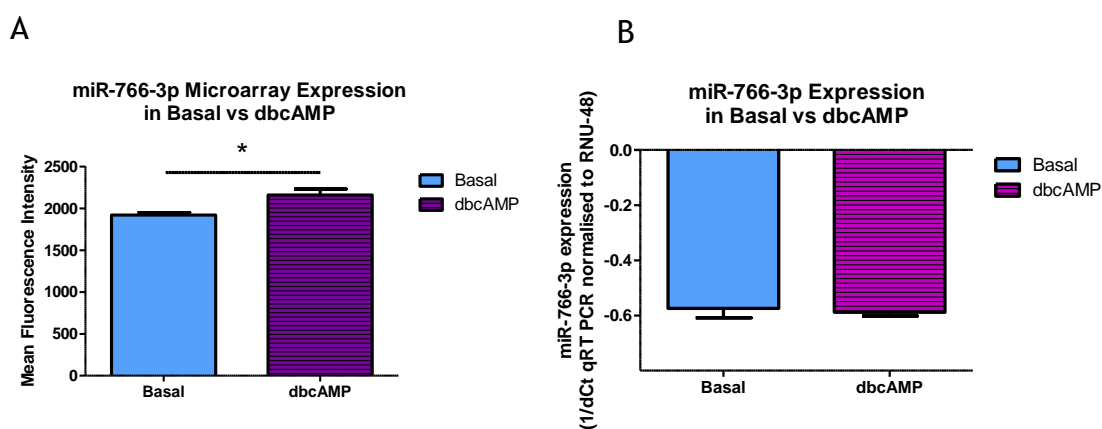 A
miR-766-3p Microarray Expression
in Basal vs dbcAMP
*
2500
2000
1500
1000
500
0
Mean Fluorescence Intensity
Basal
dbcAMP
Basal
dbcAMP
B
miR-766-3p Expression
in Basal vs dbcAMP
0.0
-0.2
-0.4
-0.6
miR-766-3p expression
(1/dCt qRT PCR normalised to RNU-48)
Basal
dbcAMP
Basal
dbcAMP